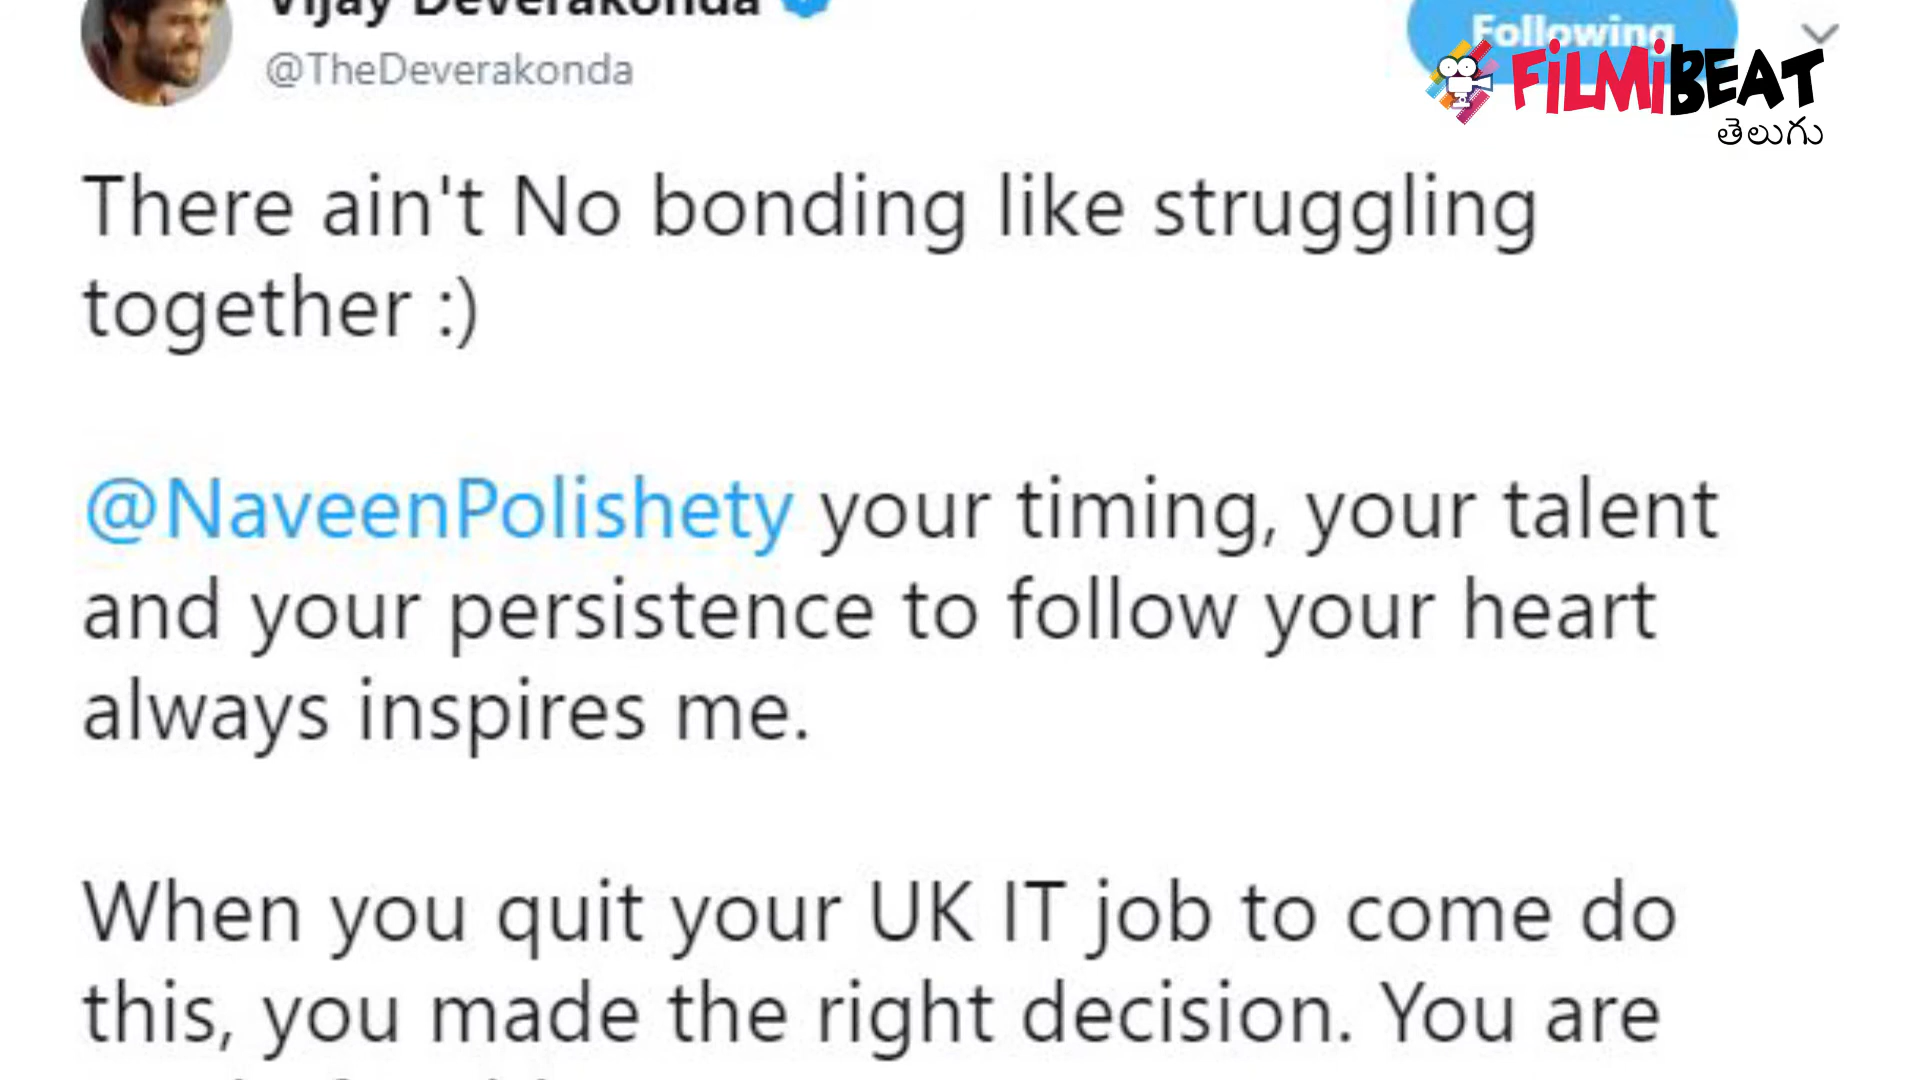 Vijay Deverakonda
Following
@TheDeverakonda
FiLMiBEAT
తెలుగు
There ain't No bonding like struggling
together :)
@NaveenPolishety your timing, your talent
and your persistence to follow your heart
always inspires me.
When you quit your UK IT job to come do
this, you made the right decision. You are